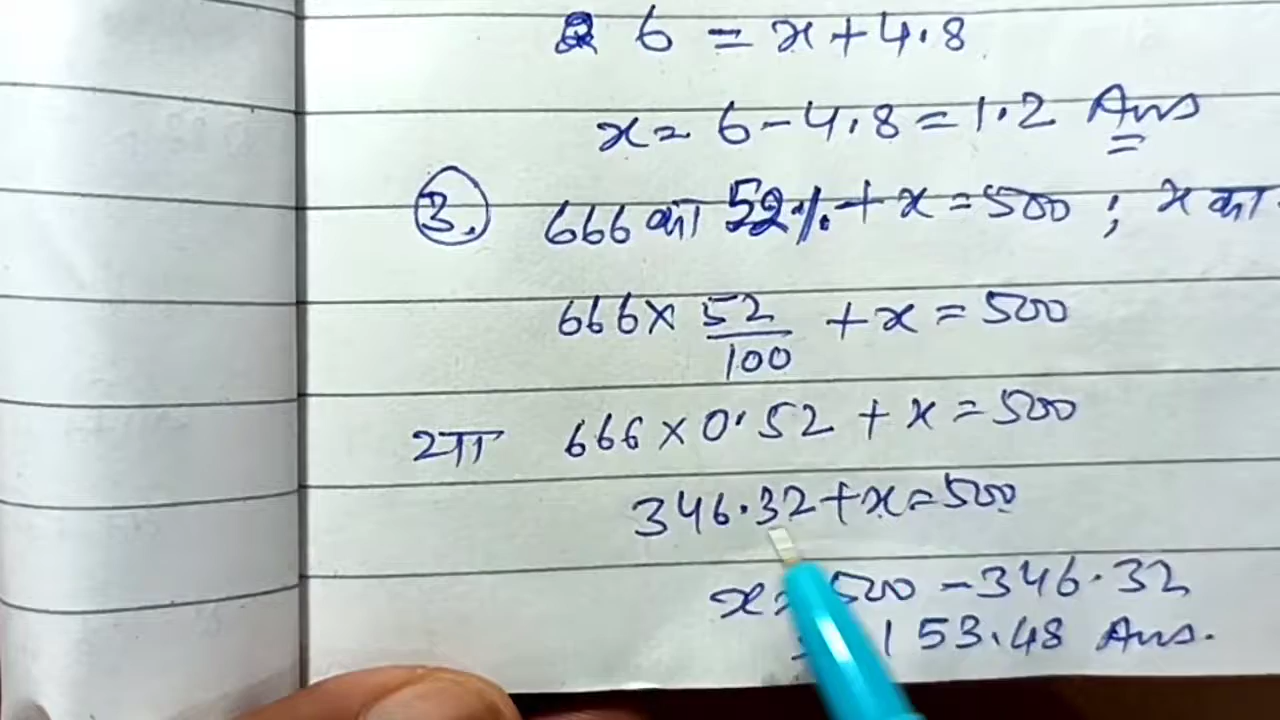 6 = x + 4.8
x = 6 - 4.8 = 1.2 Ans
3. 666 का 52% + x = 500 ; x का
666 × 52/100 + x = 500
या 666 × 0.52 + x = 500
346.32 + x = 500
x = 500 - 346.32
= 153.48 Ans.